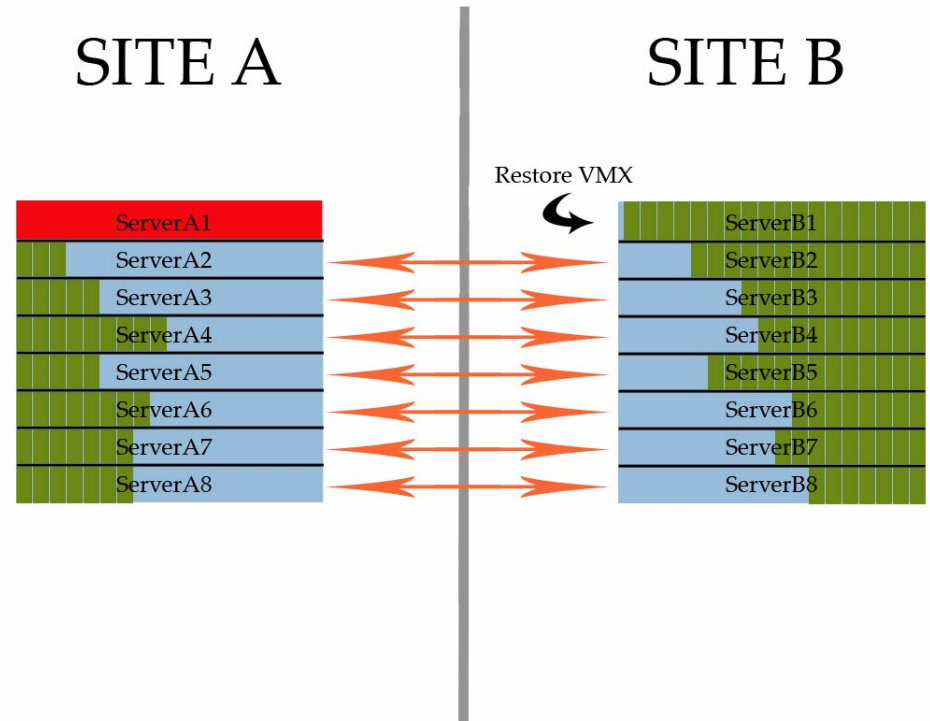 SITE A
SITE B
Restore VMX
ServerA1
ServerB1
ServerA2
ServerB2
ServerA3
ServerB3
ServerA4
ServerB4
ServerA5
ServerB5
ServerA6
ServerB6
ServerA7
ServerB7
ServerA8
ServerB8